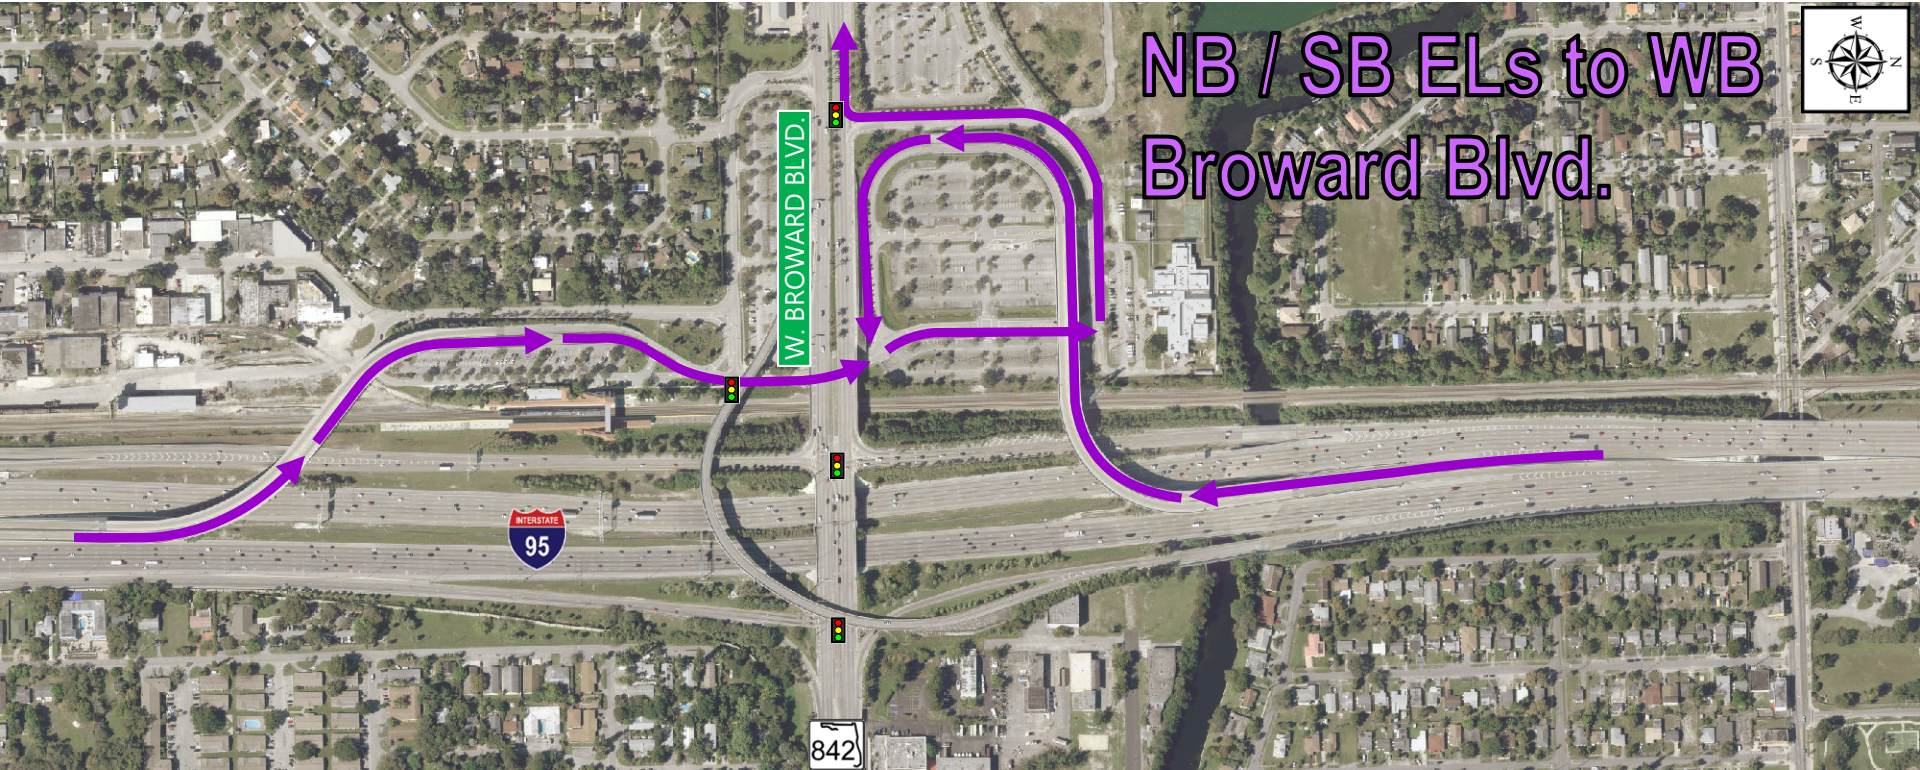 NB / SB ELs to WB
Broward Blvd.
W
S
N
E
W. BROWARD BLVD.
INTERSTATE
95
842